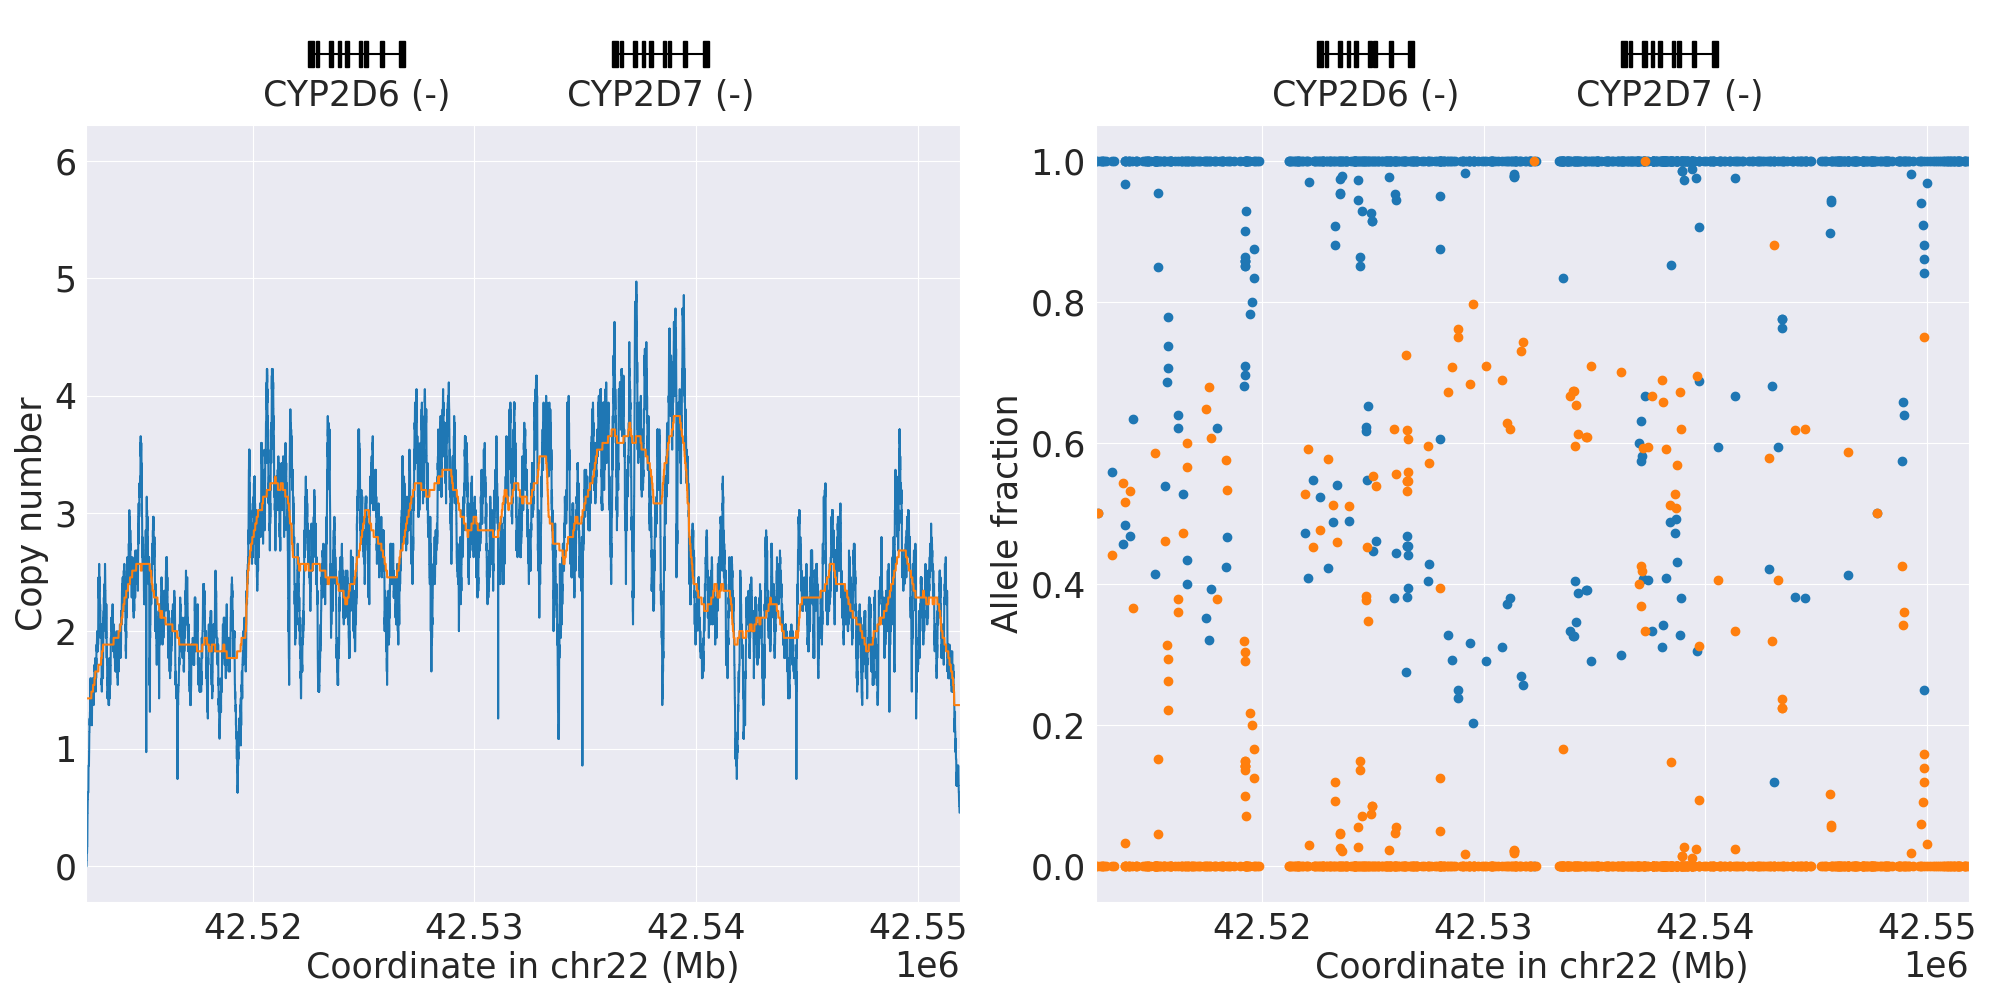 CYP2D6 (-) CYP2D7 (-)
Copy number
6
5
4
3
2
1
0
42.52 42.53 42.54 42.55
Coordinate in chr22 (Mb) 1e6
CYP2D6 (-) CYP2D7 (-)
Allele fraction
1.0
0.8
0.6
0.4
0.2
0.0
42.52 42.53 42.54 42.55
Coordinate in chr22 (Mb) 1e6